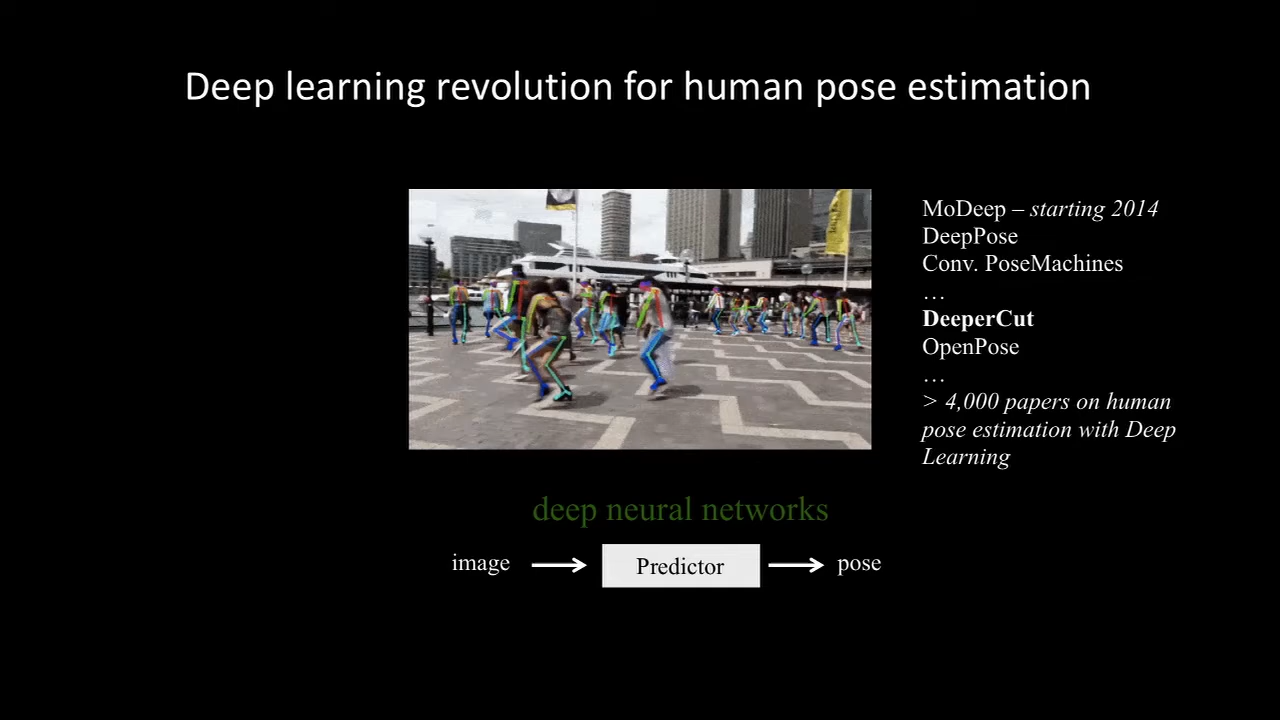 Deep learning revolution for human pose estimation
MoDeep – starting 2014
DeepPose
Conv. PoseMachines
…
DeeperCut
OpenPose
…
> 4,000 papers on human
pose estimation with Deep
Learning
deep neural networks
image
Predictor
pose